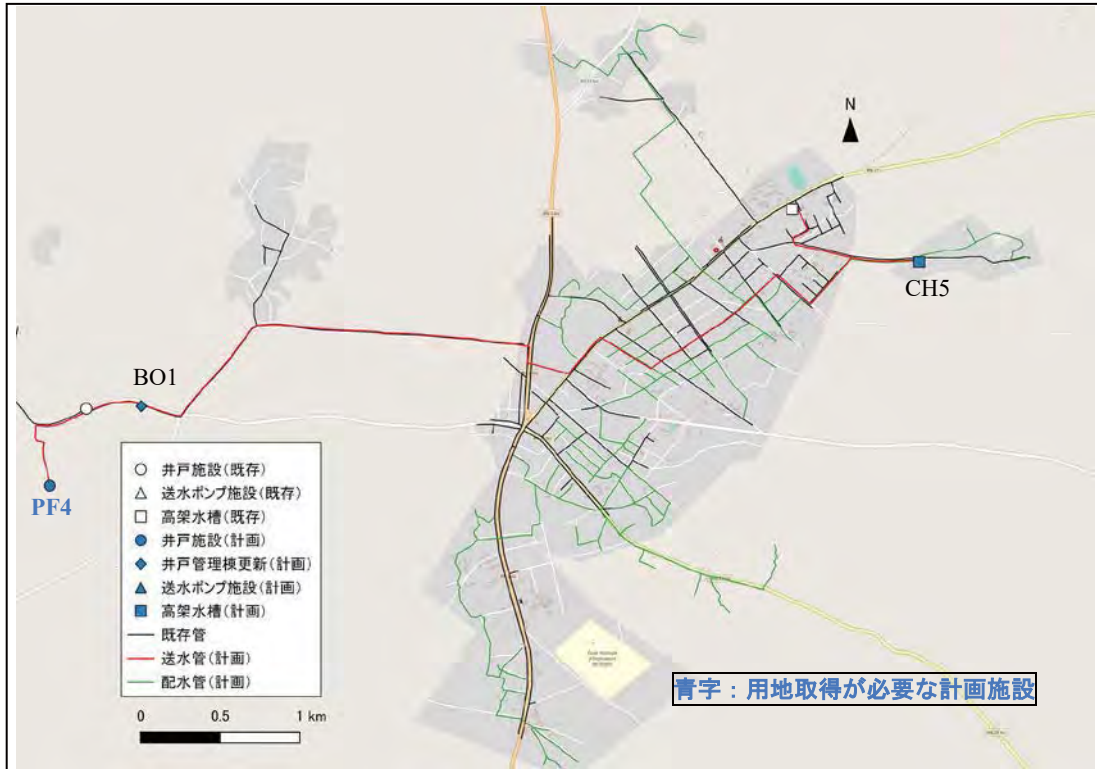 N
CH5
BO1
PF4
井戸施設(既存)
送水ポンプ施設(既存)
高架水槽(既存)
井戸施設(計画)
井戸管理棟更新(計画)
送水ポンプ施設(計画)
高架水槽(計画)
既存管
送水管(計画)
配水管(計画)
0 0.5 1 km
青字：用地取得が必要な計画施設